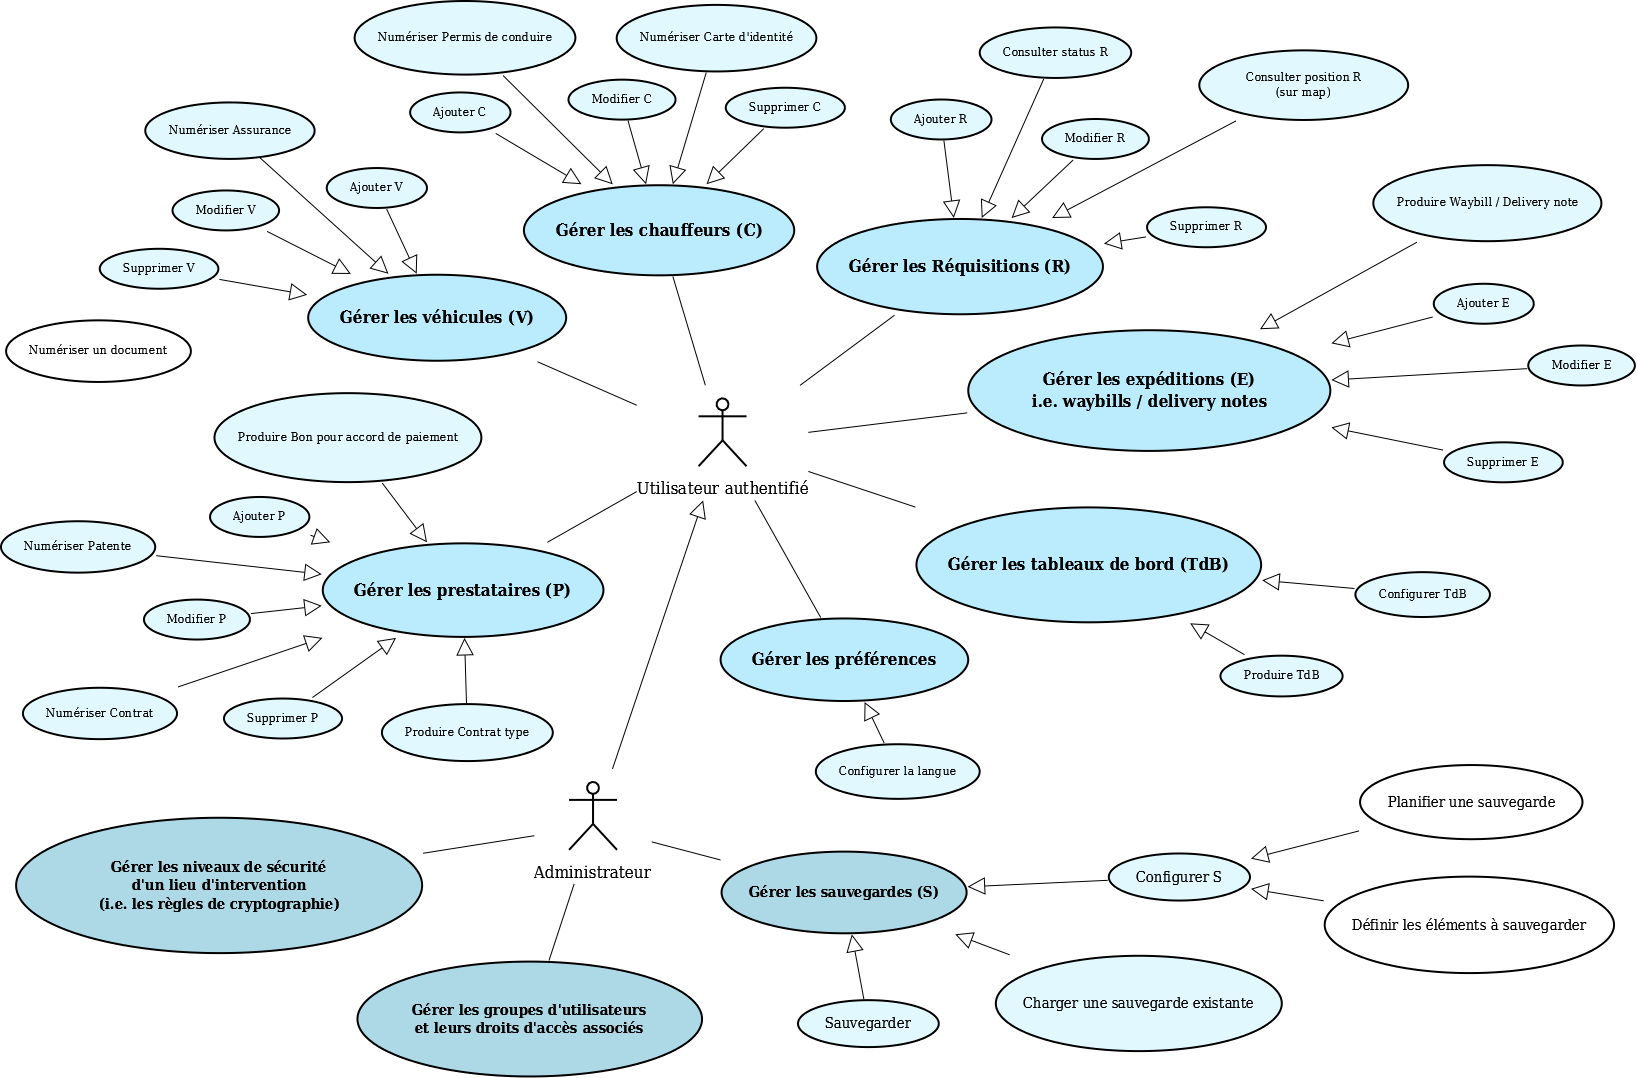 Numériser Permis de conduire
Numériser Carte d'identité
Consulter status R
Consulter position R
(sur map)
Ajouter C
Modifier C
Supprimer C
Ajouter R
Modifier R
Numériser Assurance
Ajouter V
Modifier V
Supprimer V
Gérer les chauffeurs (C)
Gérer les Réquisitions (R)
Supprimer R
Produire Waybill / Delivery note
Gérer les véhicules (V)
Ajouter E
Numériser un document
Gérer les expéditions (E)
i.e. waybills / delivery notes
Modifier E
Produire Bon pour accord de paiement
Supprimer E
Utilisateur authentifié
Ajouter P
Numériser Patente
Gérer les prestataires (P)
Gérer les tableaux de bord (TdB)
Configurer TdB
Modifier P
Gérer les préférences
Produire TdB
Numériser Contrat
Supprimer P
Produire Contrat type
Configurer la langue
Planifier une sauvegarde
Gérer les niveaux de sécurité
d'un lieu d'intervention
(i.e. les règles de cryptographie)
Administrateur
Gérer les sauvegardes (S)
Configurer S
Définir les éléments à sauvegarder
Gérer les groupes d'utilisateurs
et leurs droits d'accès associés
Sauvegarder
Charger une sauvegarde existante